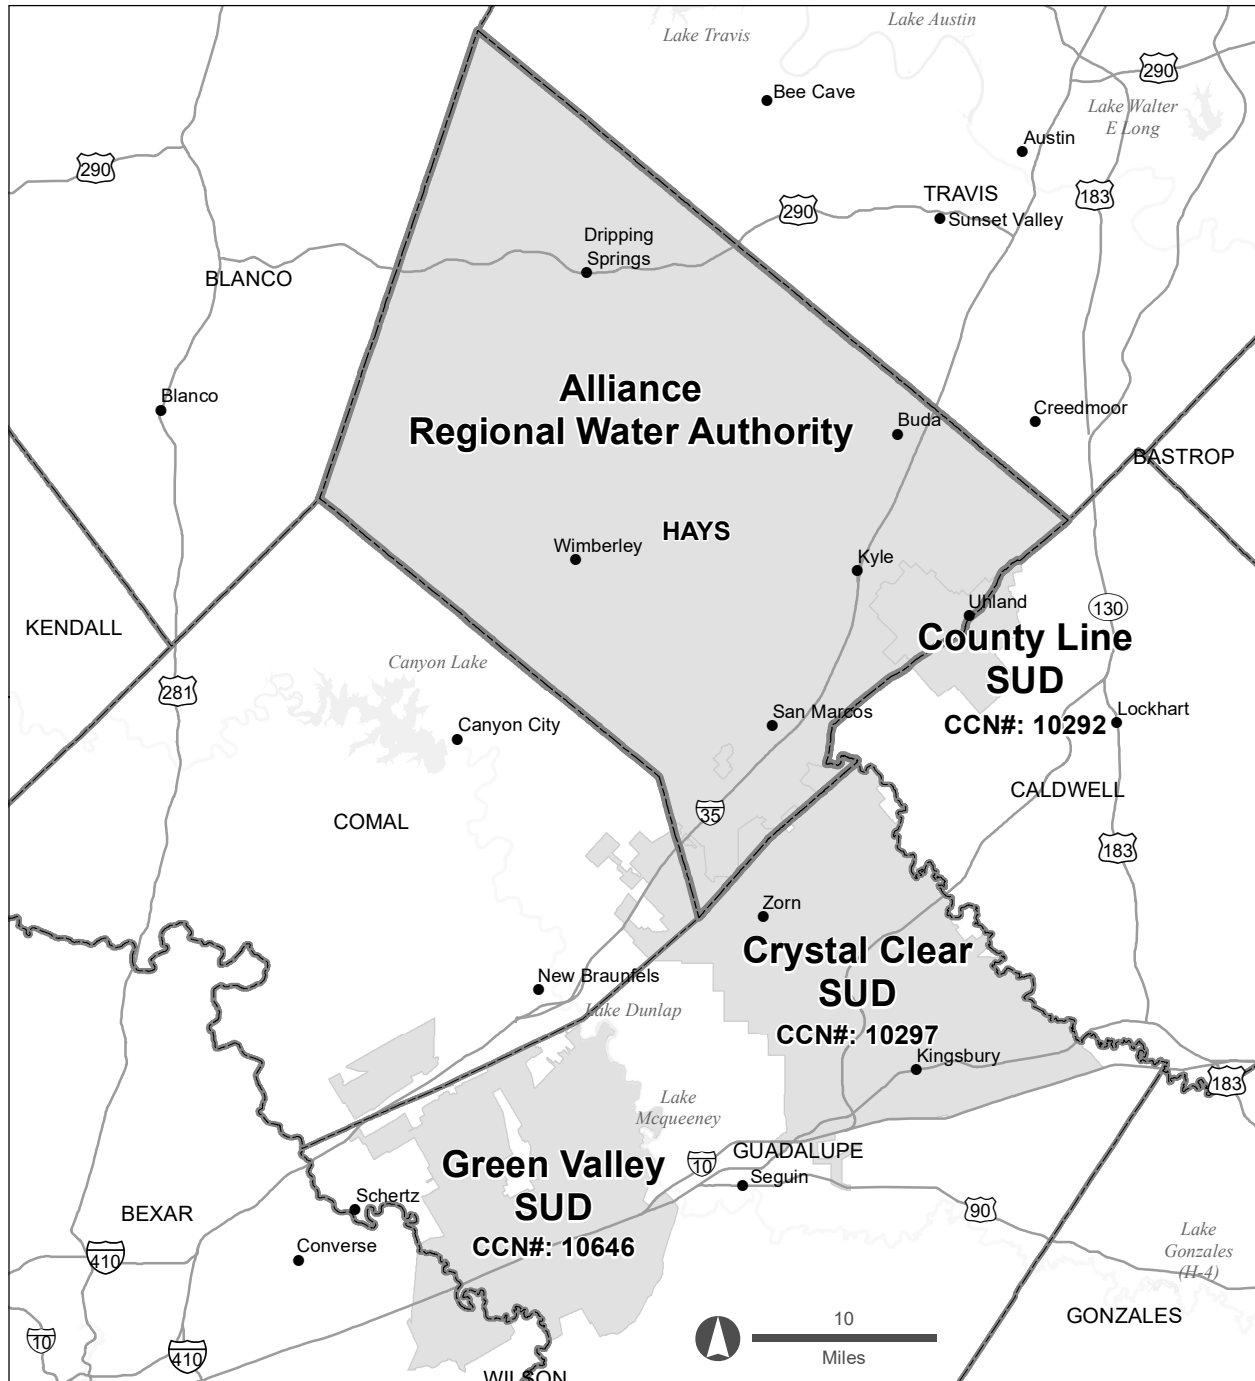 Lake Austin
Lake Travis
290
Bee Cave
Lake Walter
E Long
Austin
290
183
TRAVIS
290
Sunset Valley
Dripping
Springs
BLANCO
Alliance
Regional Water Authority
Blanco
Buda
Creedmoor
BASTROP
HAYS
Wimberley
Kyle
Uhland
130
KENDALL
County Line
SUD
CCN#: 10292
Canyon Lake
281
Canyon City
San Marcos
Lockhart
CALDWELL
35
COMAL
183
Zorn
Crystal Clear
SUD
CCN#: 10297
New Braunfels
Lake Dunlap
Kingsbury
183
Lake
Mcqueeney
GUADALUPE
10
Green Valley
SUD
CCN#: 10646
Seguin
Schertz
90
BEXAR
Converse
410
Lake
Gonzales
(H-4)
10
410
10
Miles
GONZALES
WILSON